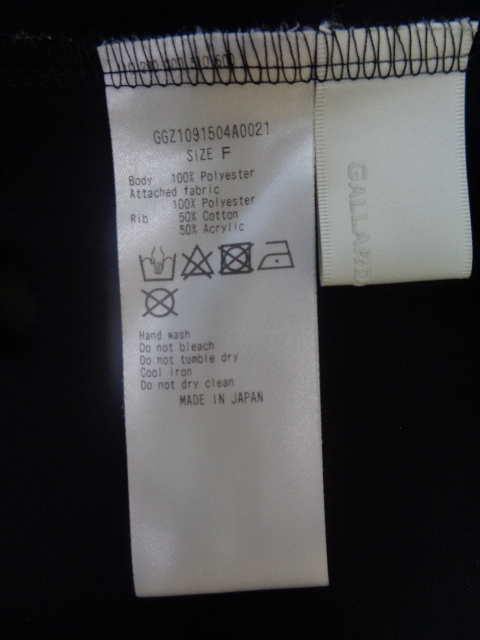 GGZ1091504A0021
SIZE F
Body 100% Polyester
Attached fabric
100% Polyester
Rib 50% Cotton
50% Acrylic
Hand wash
Do not bleach
Do not tumble dry
Cool iron
Do not dry clean
MADE IN JAPAN
GALLARD